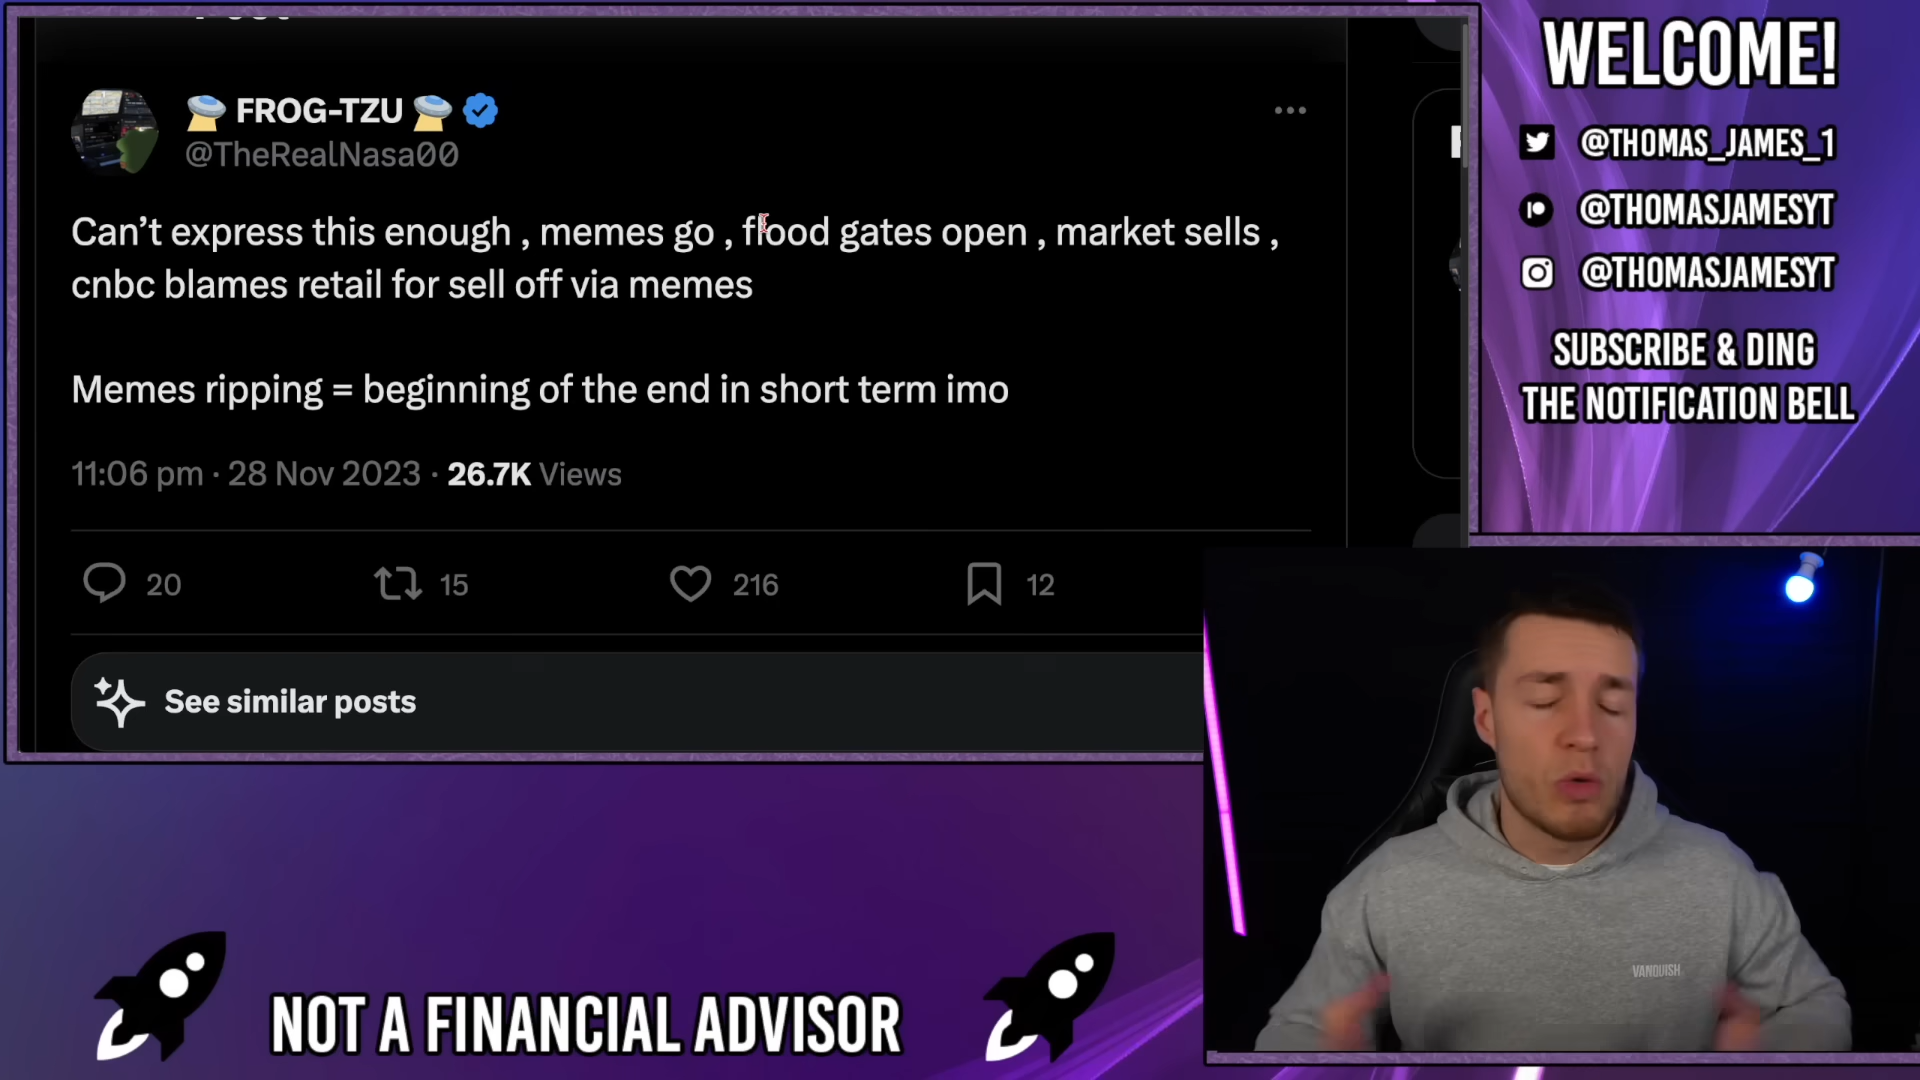 FROG-TZU
@TheRealNasa00
Can’t express this enough , memes go , flood gates open , market sells ,
cnbc blames retail for sell off via memes
Memes ripping = beginning of the end in short term imo
11:06 pm · 28 Nov 2023 · 26.7K Views
20 15 216 12
See similar posts
WELCOME!
@THOMAS_JAMES_1
@THOMASJAMESYT
@THOMASJAMESYT
SUBSCRIBE & DING
THE NOTIFICATION BELL
VANQUISH
NOT A FINANCIAL ADVISOR